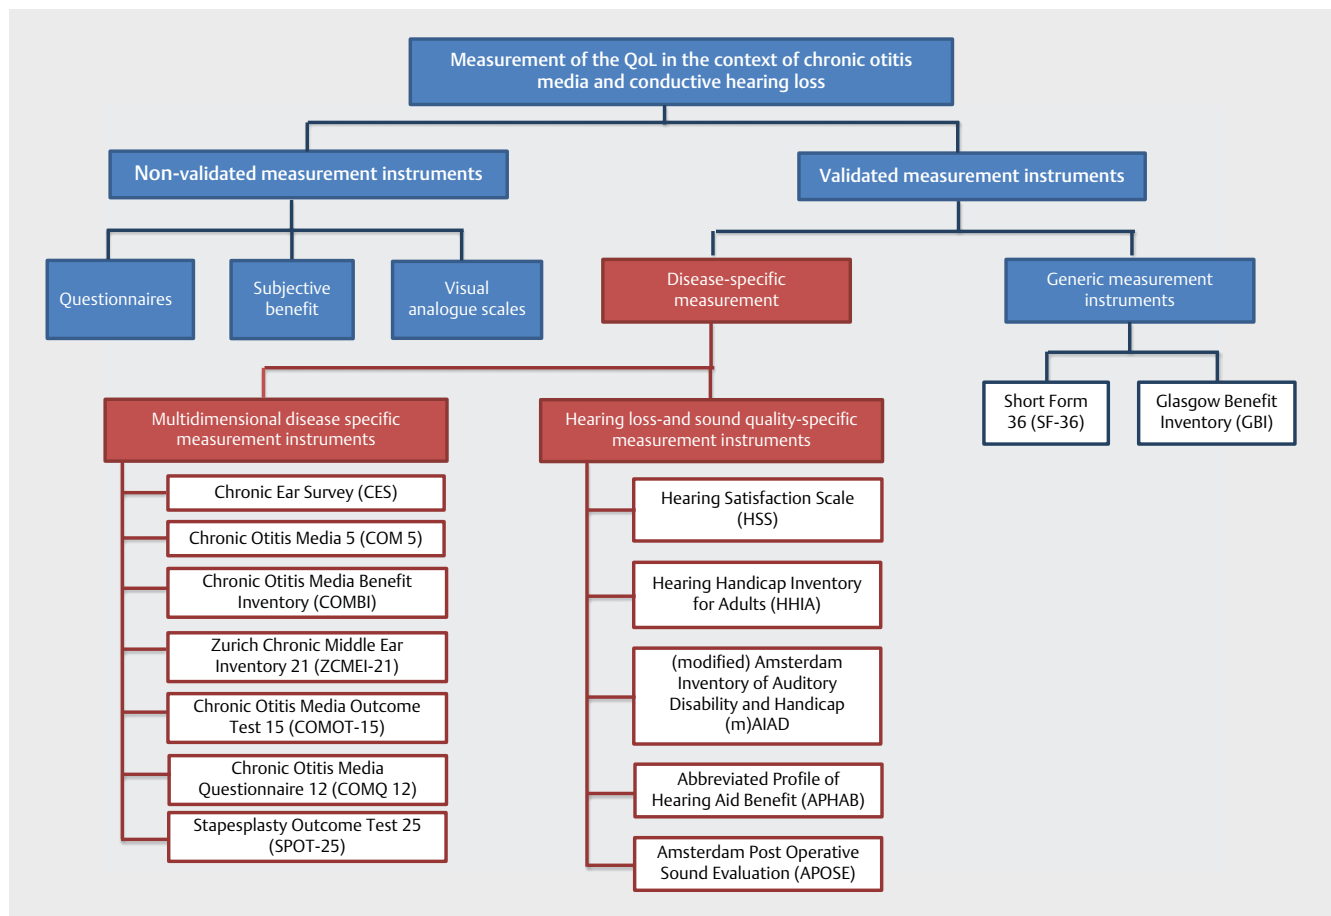 Measurement of the QoL in the context of chronic otitis
media and conductive hearing loss
Non-validated measurement instruments
Validated measurement instruments
Questionnaires
Subjective
benefit
Visual
analogue scales
Disease-specific
measurement
Generic measurement
instruments
Short Form
36 (SF-36)
Glasgow Benefit
Inventory (GBI)
Multidimensional disease specific
measurement instruments
Chronic Ear Survey (CES)
Chronic Otitis Media 5 (COM 5)
Chronic Otitis Media Benefit
Inventory (COMBI)
Zurich Chronic Middle Ear
Inventory 21 (ZCMEI-21)
Chronic Otitis Media Outcome
Test 15 (COMOT-15)
Chronic Otitis Media
Questionnaire 12 (COMQ 12)
Stapesplasty Outcome Test 25
(SPOT-25)
Hearing loss-and sound quality-specific
measurement instruments
Hearing Satisfaction Scale
(HSS)
Hearing Handicap Inventory
for Adults (HHIA)
(modified) Amsterdam
Inventory of Auditory
Disability and Handicap
(m)AIAD
Abbreviated Profile of
Hearing Aid Benefit (APHAB)
Amsterdam Post Operative
Sound Evaluation (APOSE)